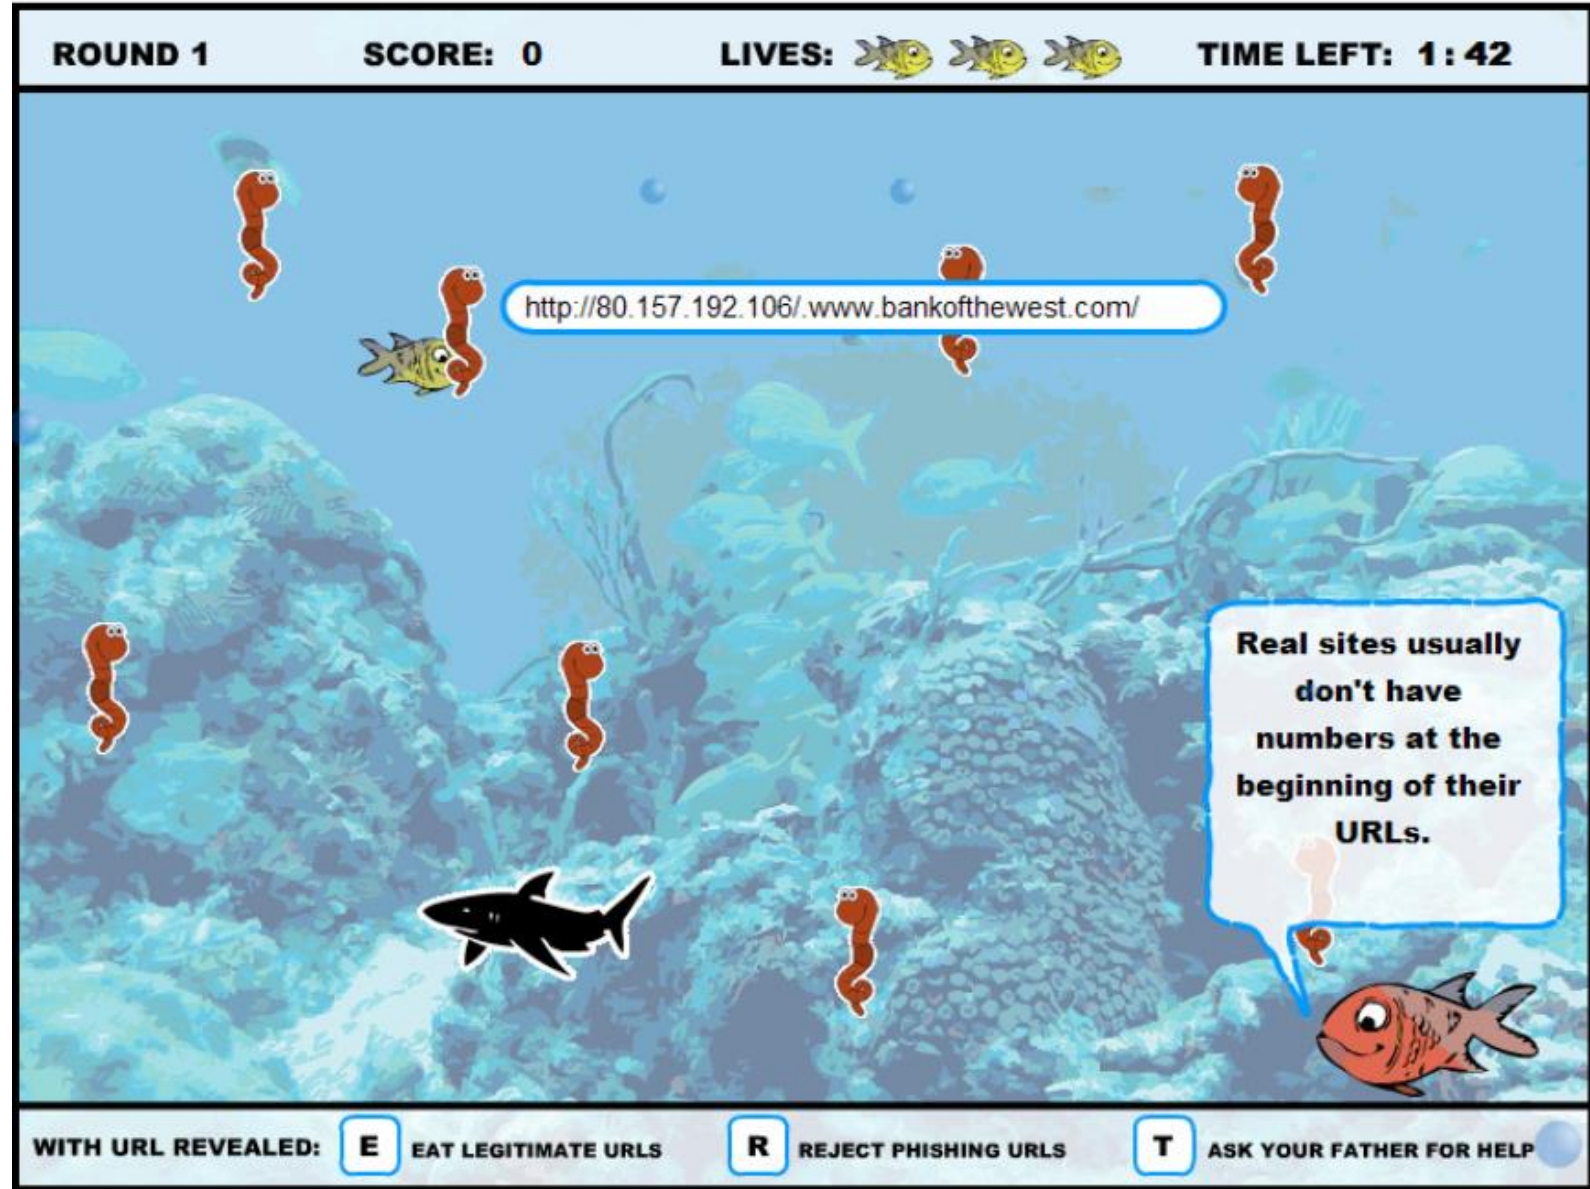 ROUND 1 SCORE: 0 LIVES: TIME LEFT: 1:42
http://80.157.192.106/.www.bankofthewest.com/
Real sites usually
don't have
numbers at the
beginning of their
URLs.
WITH URL REVEALED: E EAT LEGITIMATE URLS R REJECT PHISHING URLS T ASK YOUR FATHER FOR HELP